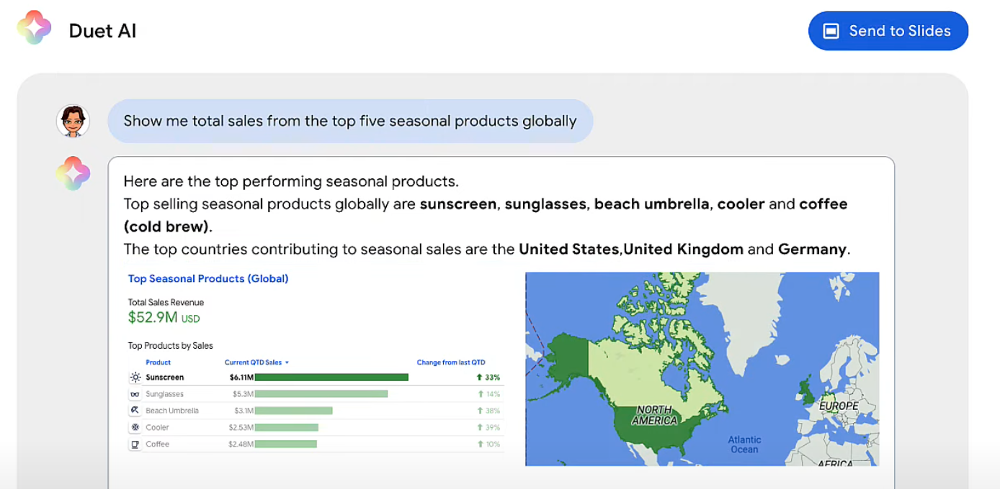 Duet AI
Send to Slides
Show me total sales from the top five seasonal products globally
Here are the top performing seasonal products.
Top selling seasonal products globally are sunscreen, sunglasses, beach umbrella, cooler and coffee
(cold brew).
The top countries contributing to seasonal sales are the United States,United Kingdom and Germany.
Top Seasonal Products (Global)
Total Sales Revenue
$52.9M USD
Top Products by Sales
Product Current QTD Sales Change from last QTD
Sunscreen $6.11M 33%
Sunglasses $5.3M 14%
Beach Umbrella $3.1M 38%
Cooler $2.53M 39%
Coffee $2.48M 10%
NORTH
AMERICA
EUROPE
Atlantic
Ocean
AFRICA